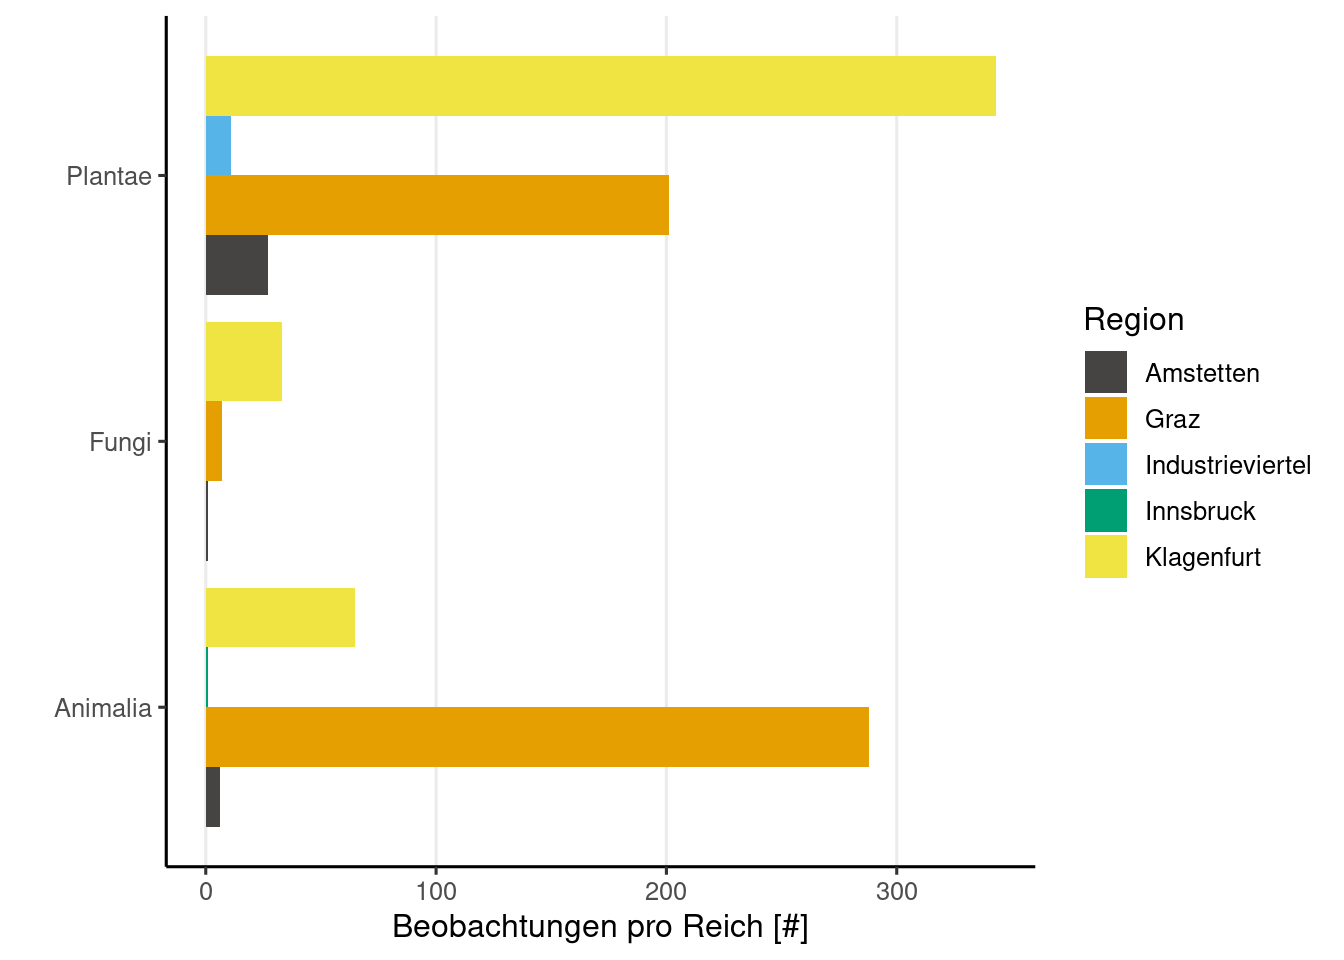 Plantae
Fungi
Animalia
0 100 200 300
Beobachtungen pro Reich [#]
Region
Amstetten
Graz
Industrieviertel
Innsbruck
Klagenfurt